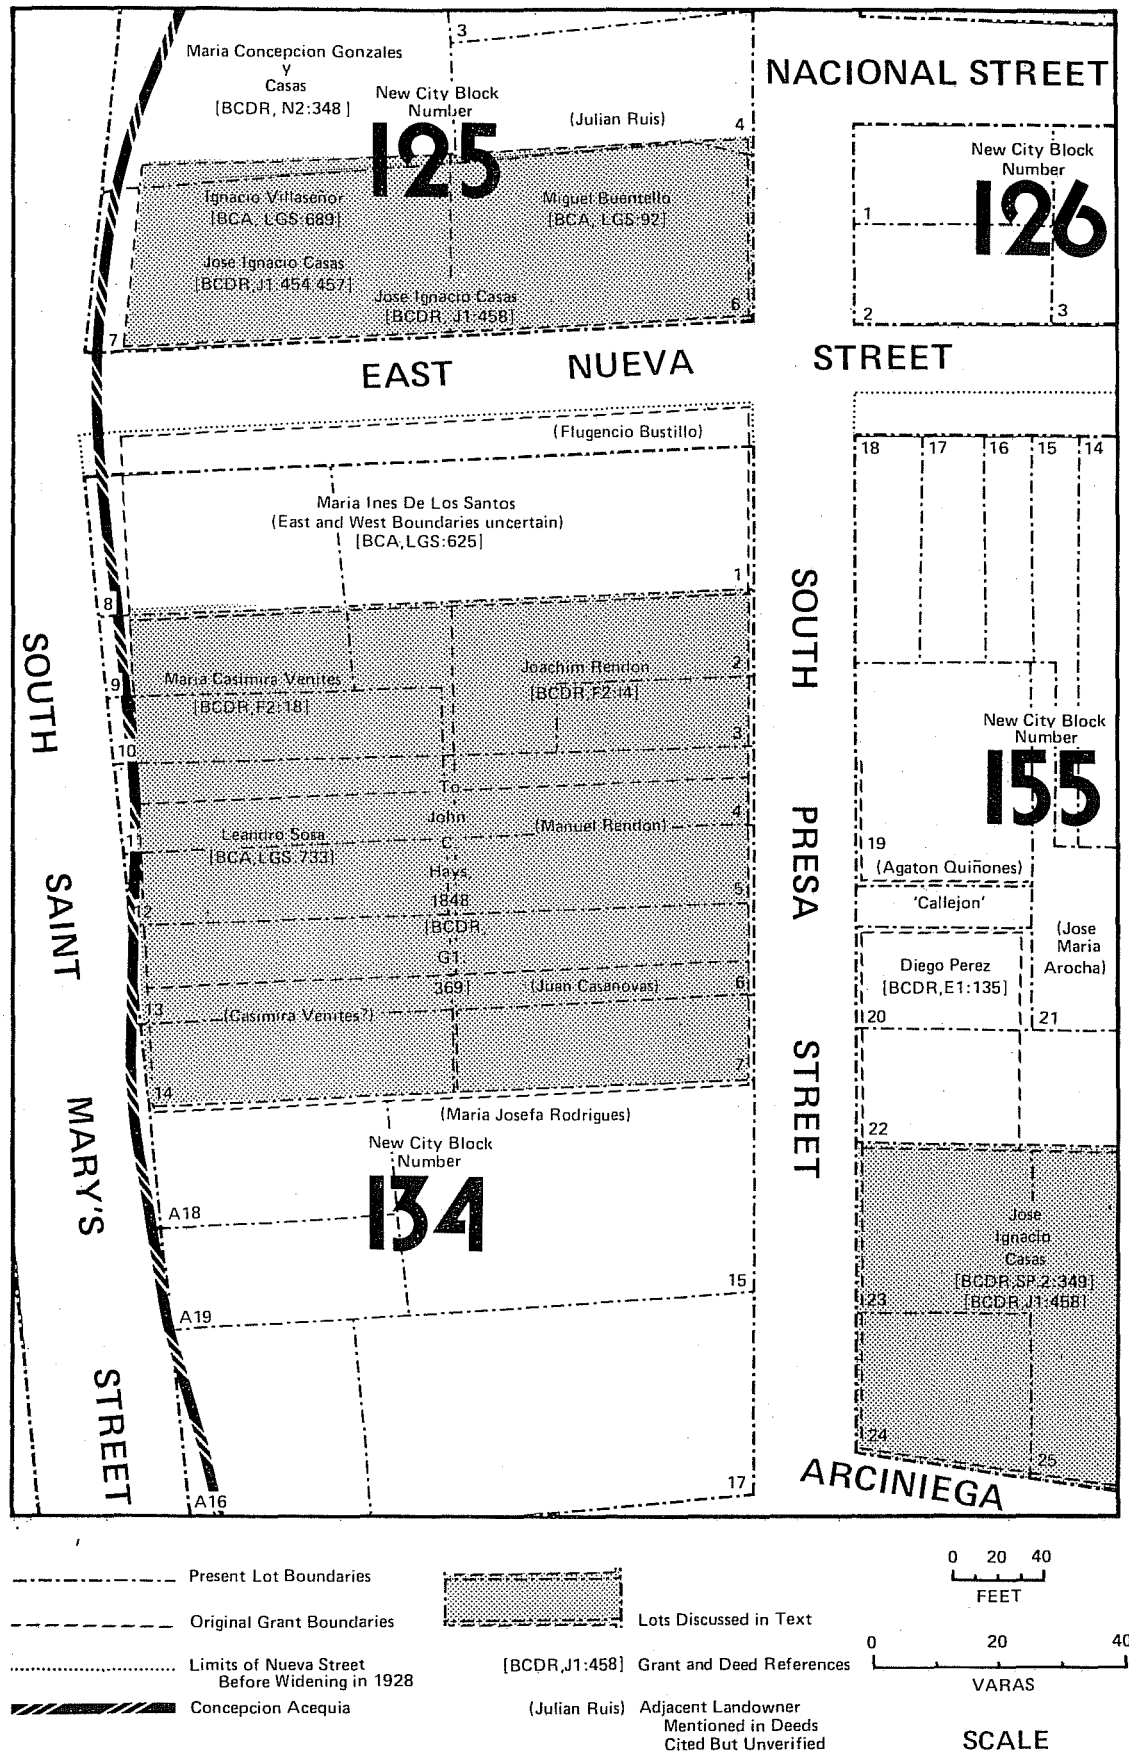 3
Maria Concepcion Gonzales
y
Casas
[BCDR, N2:348]
New City Block
Number
125
(Julian Ruis)
4
NACIONAL STREET
New City Block
Number
126
1
2
3
Ignacio Villaseñor
[BCA, LGS:689]
Miguel Buentello
[BCA, LGS:92]
Jose Ignacio Casas
[BCDR,J1:454,457]
Jose Ignacio Casas
[BCDR, J1:458]
6
7
EAST NUEVA STREET
(Flugencio Bustillo)
Maria Ines De Los Santos
(East and West Boundaries uncertain)
[BCA,LGS:625]
1
8
18
17
16
15
14
Maria Casimira Venites
[BCDR,F2:18]
Joachim Rendon
[BCDR,F2:14]
2
9
3
10
New City Block
Number
155
To
John
C.
Hays,
1848
[BCDR,
G1:
369]
Leandro Sosa
[BCA,LGS:733]
(Manuel Rendon)
4
11
5
12
(Juan Casanovas)
6
13
(Casimira Venites?)
7
14
19
(Agaton Quiñones)
'Callejon'
Diego Perez
[BCDR,E1:135]
20
(Jose
Maria
Arocha)
21
22
SOUTH PRESA STREET
SOUTH SAINT MARY'S STREET
(Maria Josefa Rodrigues)
New City Block
Number
134
A18
15
A19
17
A16
Jose
Ignacio
Casas
[BCDR,SP.2:349]
[BCDR,J1:458]
23
24
25
ARCINIEGA
Present Lot Boundaries
Original Grant Boundaries
Limits of Nueva Street
Before Widening in 1928
Concepcion Acequia
Lots Discussed in Text
[BCDR,J1:458] Grant and Deed References
(Julian Ruis) Adjacent Landowner
Mentioned in Deeds
Cited But Unverified
0 20 40
FEET
0 20 40
VARAS
SCALE